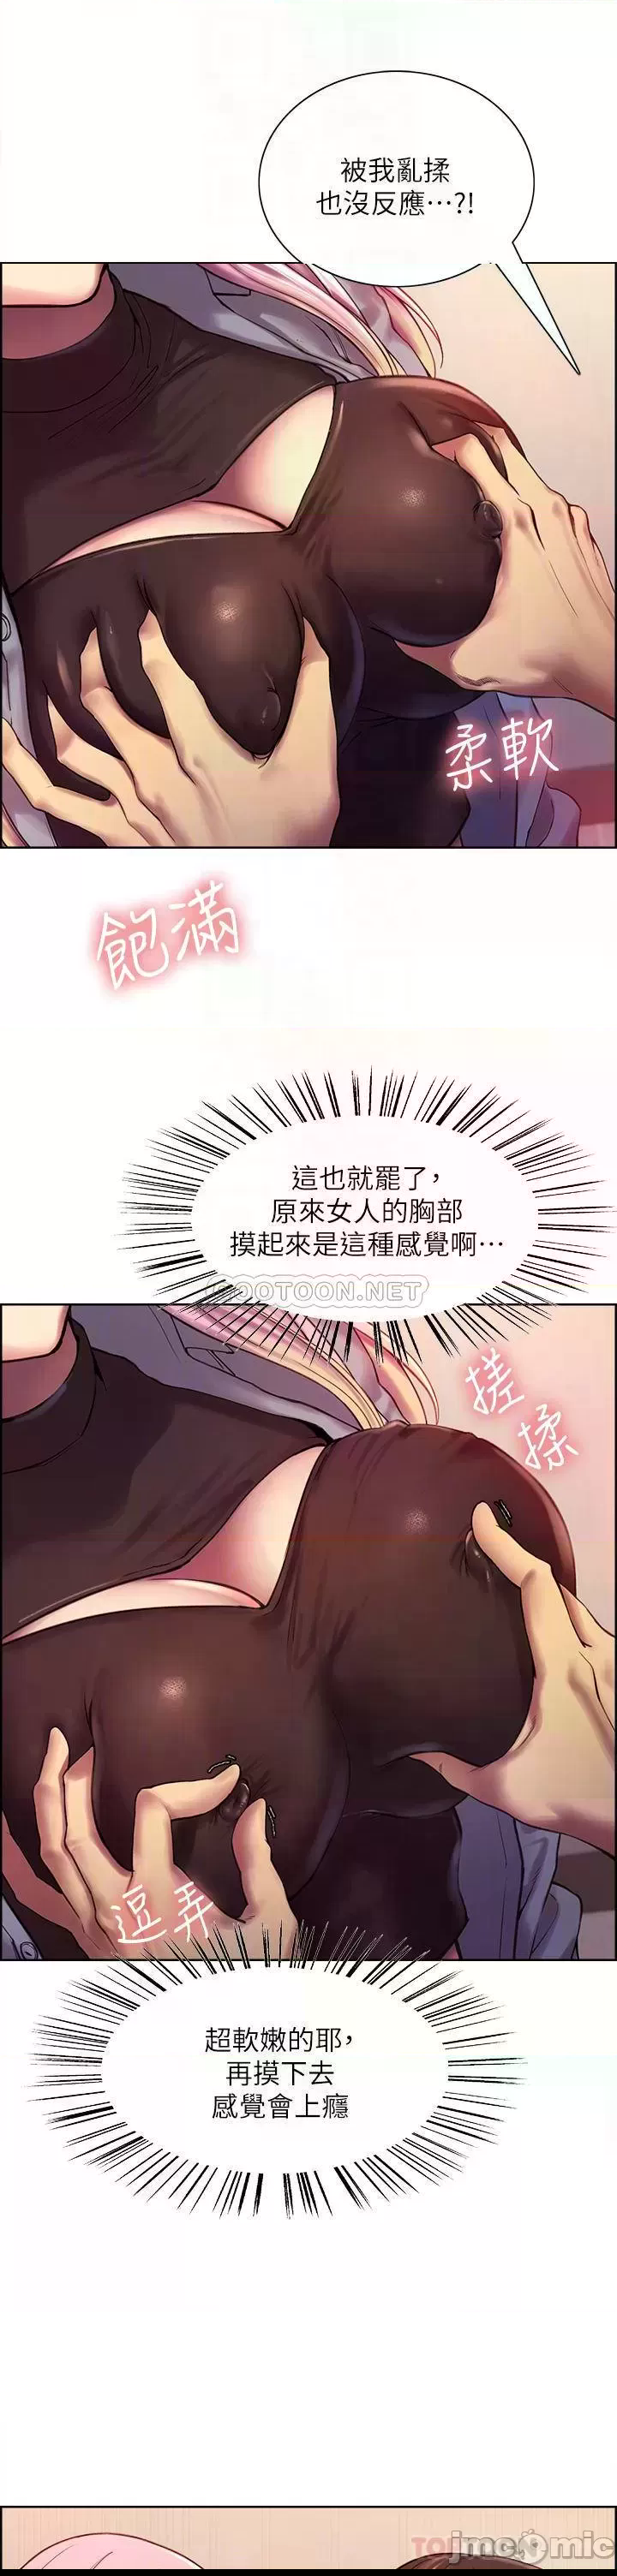 被我亂揉
也沒反應…?!
柔軟
飽滿
這也就罷了，
原來女人的胸部
摸起來是這種感覺啊…
TOOTOON.NET
搓揉
逗弄
超軟嫩的耶，
再摸下去
感覺會上癮
jmcomic